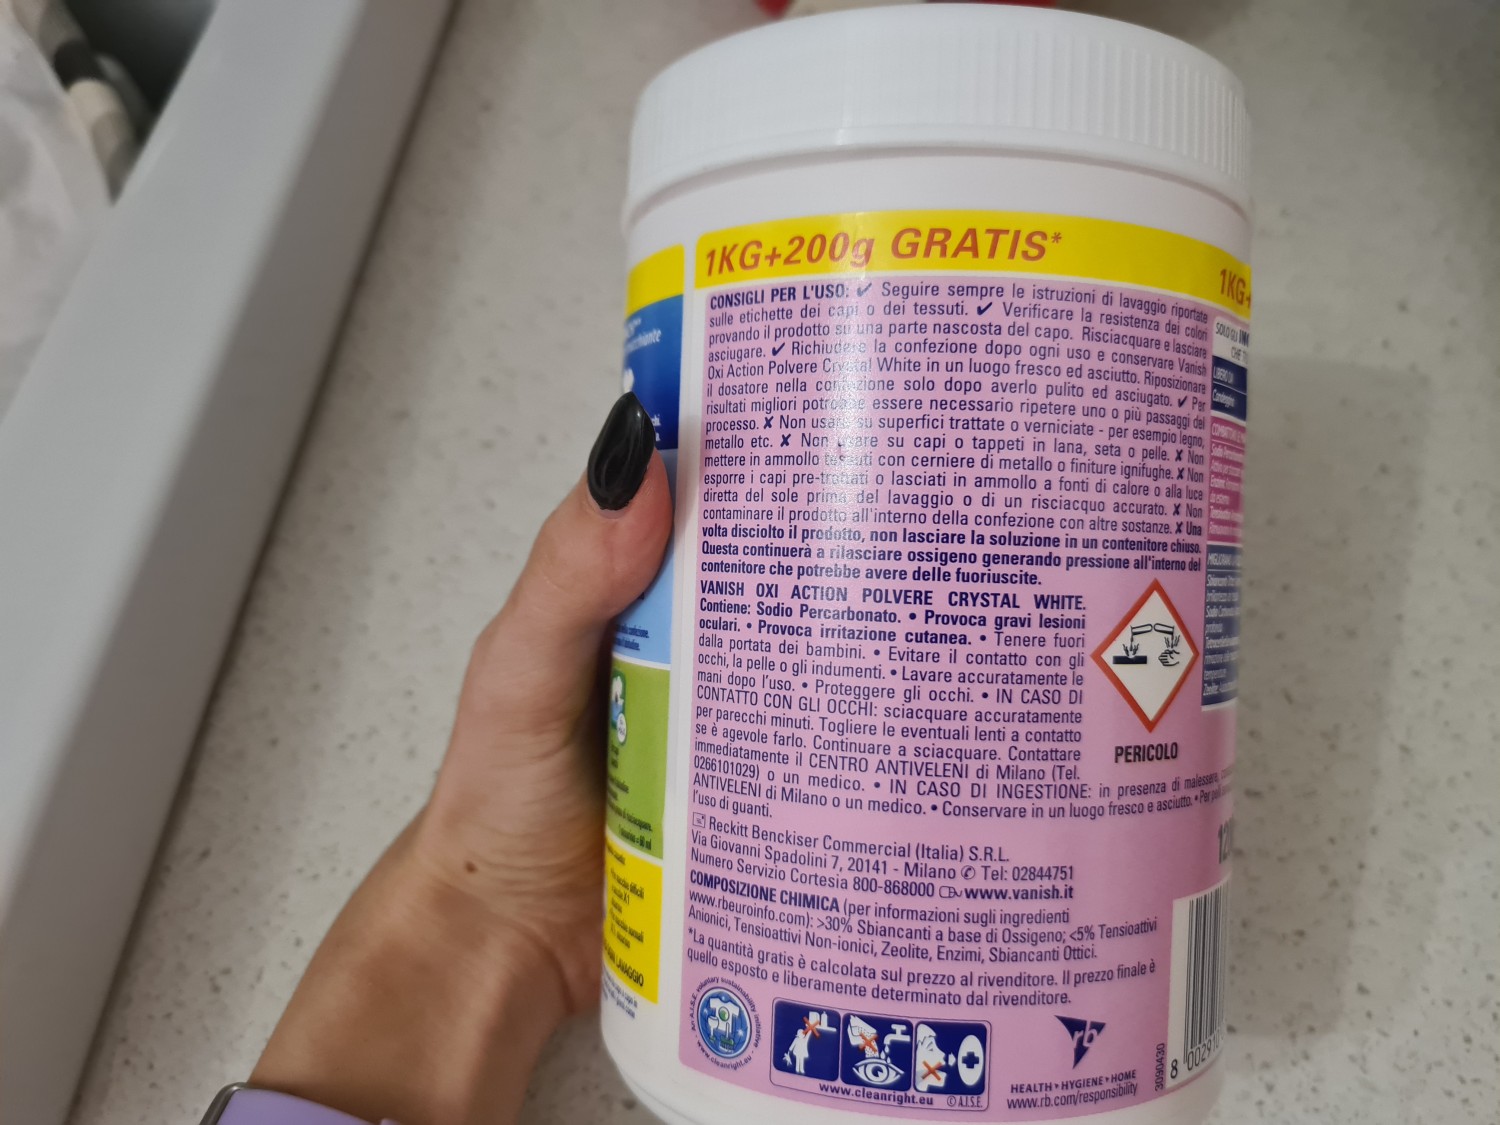 1KG+200g GRATIS*
CONSIGLI PER L'USO: ✔ Seguire sempre le istruzioni di lavaggio riportate
sulle etichette dei capi o dei tessuti. ✔ Verificare la resistenza dei colori
provando il prodotto su una parte nascosta del capo. Risciacquare e lasciare
asciugare. ✔ Richiudere la confezione dopo ogni uso e conservare Vanish
Oxi Action Polvere Crystal White in un luogo fresco ed asciutto. Riposizionare
il dosatore nella confezione solo dopo averlo pulito ed asciugato. ✔ Per
risultati migliori potrebbe essere necessario ripetere uno o più passaggi del
processo. ✘ Non usare su superfici trattate o verniciate - per esempio legno,
metallo etc. ✘ Non usare su capi o tappeti in lana, seta o pelle. ✘ Non
mettere in ammollo tessuti con cerniere di metallo o finiture ignifughe. ✘ Non
esporre i capi pre-trattati o lasciati in ammollo a fonti di calore o alla luce
diretta del sole prima del lavaggio o di un risciacquo accurato. ✘ Non
contaminare il prodotto all'interno della confezione con altre sostanze. ✘ Una
volta disciolto il prodotto, non lasciare la soluzione in un contenitore chiuso.
Questa continuerà a rilasciare ossigeno generando pressione all'interno del
contenitore che potrebbe avere delle fuoriuscite.
VANISH OXI ACTION POLVERE CRYSTAL WHITE.
Contiene: Sodio Percarbonato. • Provoca gravi lesioni
oculari. • Provoca irritazione cutanea. • Tenere fuori
dalla portata dei bambini. • Evitare il contatto con gli
occhi, la pelle o gli indumenti. • Lavare accuratamente le
mani dopo l'uso. • Proteggere gli occhi. • IN CASO DI
CONTATTO CON GLI OCCHI: sciacquare accuratamente
per parecchi minuti. Togliere le eventuali lenti a contatto
se è agevole farlo. Continuare a sciacquare. Contattare
immediatamente il CENTRO ANTIVELENI di Milano (Tel.
0266101029) o un medico. • IN CASO DI INGESTIONE: in presenza di malessere,
ANTIVELENI di Milano o un medico. • Conservare in un luogo fresco e asciutto. • Per
l'uso di guanti.
PERICOLO
Reckitt Benckiser Commercial (Italia) S.R.L.
Via Giovanni Spadolini 7, 20141 - Milano ✆ Tel: 02844751
Numero Servizio Cortesia 800-868000 www.vanish.it
COMPOSIZIONE CHIMICA (per informazioni sugli ingredienti
www.rbeuroinfo.com): >30% Sbiancanti a base di Ossigeno; <5% Tensioattivi
Anionici, Tensioattivi Non-ionici, Zeolite, Enzimi, Sbiancanti Ottici.
*La quantità gratis è calcolata sul prezzo al rivenditore. Il prezzo finale è
quello esposto e liberamente determinato dal rivenditore.
An A.I.S.E. voluntary sustainability initiative
www.cleanright.eu
www.cleanright.eu © A.I.S.E.
rb
HEALTH • HYGIENE • HOME
www.rb.com/responsibility
3090430
8 002910
1KG+
SOLO GLI
LAVAGGIO